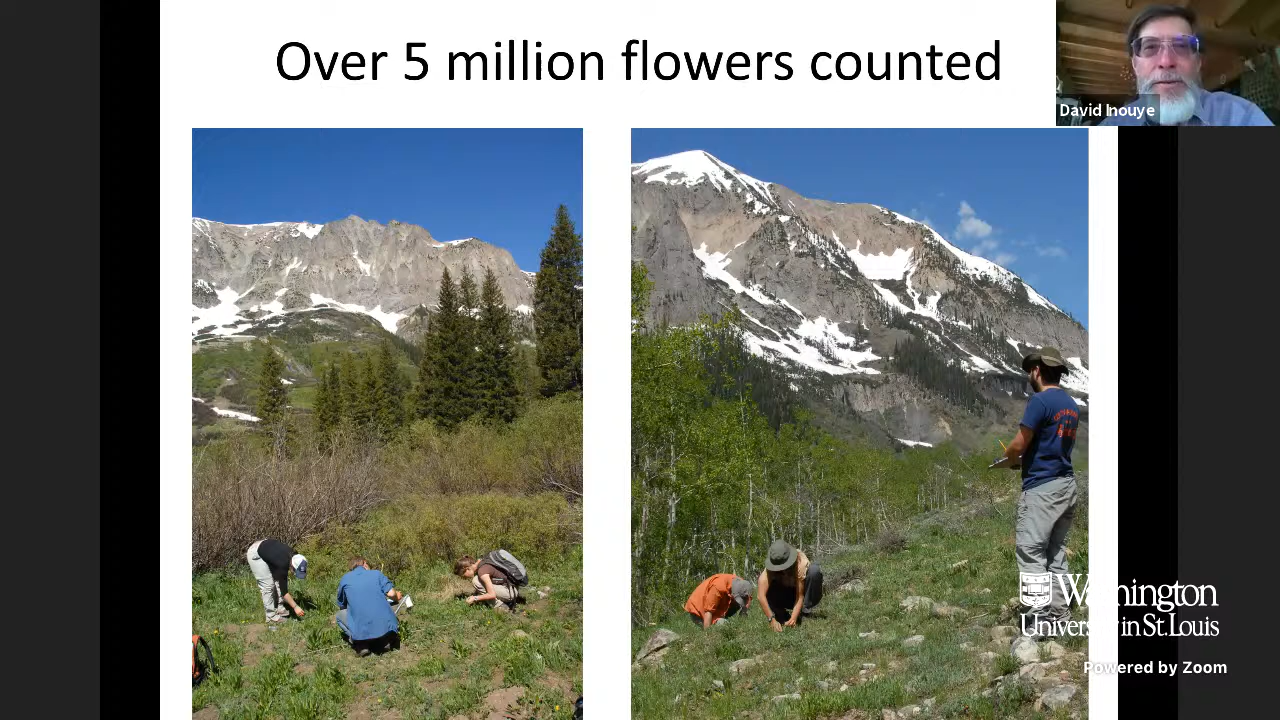 Over 5 million flowers counted
David Inouye
Washington
University in St. Louis
Powered by Zoom